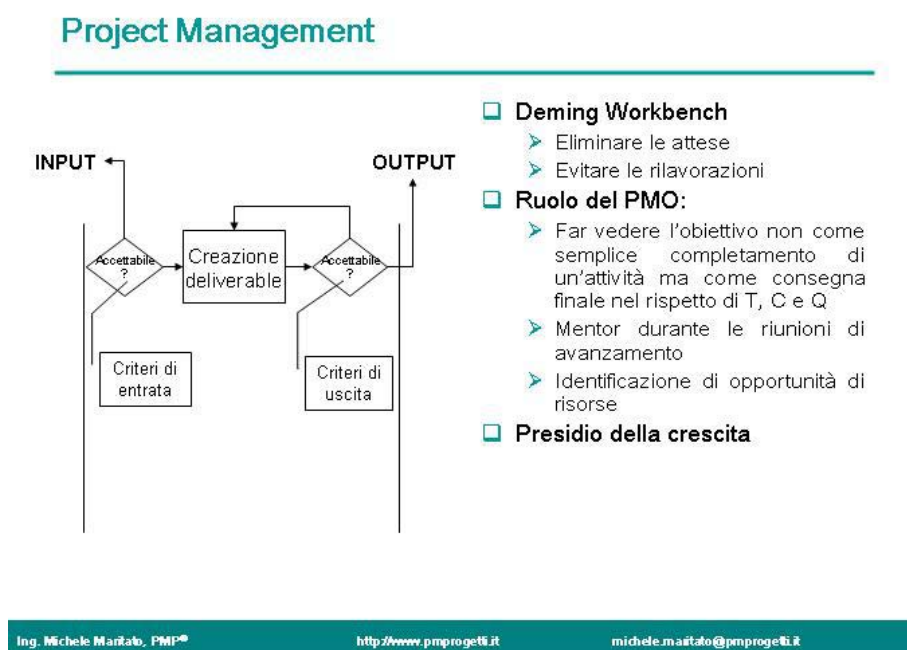 Project Management
INPUT
OUTPUT
Accettabile
?
Creazione
deliverable
Accettabile
?
Criteri di
entrata
Criteri di
uscita
Deming Workbench
Eliminare le attese
Evitare le rilavorazioni
Ruolo del PMO:
Far vedere l'obiettivo non come
semplice completamento di
un'attività ma come consegna
finale nel rispetto di T, C e Q
Mentor durante le riunioni di
avanzamento
Identificazione di opportunità di
risorse
Presidio della crescita
Ing. Michele Maritato, PMP®
http://www.pmprogetti.it
michele.maritato@pmprogetti.it